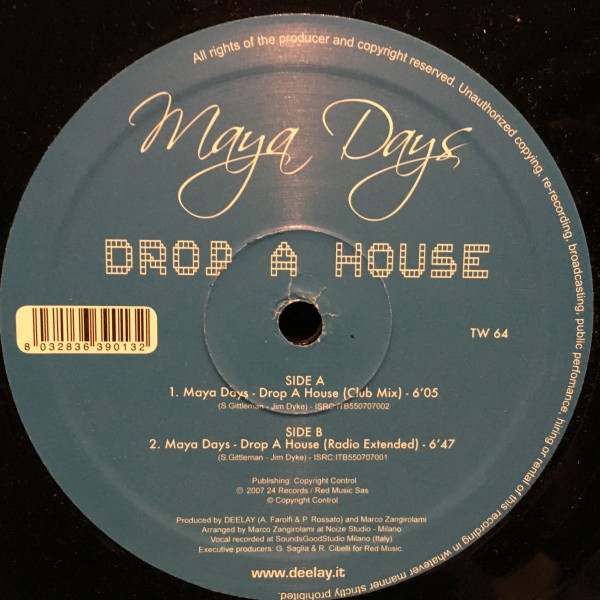 All rights of the producer and copyright reserved. Unauthorized copying, re-recording, broadcasting, public perfomance, hiring or rental of this recording in whatever manner strictly prohibited.
Maya Days
DROP A HOUSE
8 032836 390132
TW 64
SIDE A
1. Maya Days - Drop A House (Club Mix) - 6'05
(S Gittleman - Jim Dyke) - ISRC:ITB550707002
SIDE B
2. Maya Days - Drop A House (Radio Extended) - 6'47
(S.Gittleman - Jim Dyke) - ISRC:ITB550707001
Publishing: Copyright Control
℗ 2007 24 Records / Red Music Sas
© Copyright Control
Produced by DEELAY (A. Farolfi & P. Rossato) and Marco Zangirolami
Arranged by Marco Zangirolami at Noize Studio - Milano
Vocal recorded at SoundsGoodStudio Milano (Italy)
Executive producers: G. Saglia & R. Cibelli for Red Music.
www.deelay.it